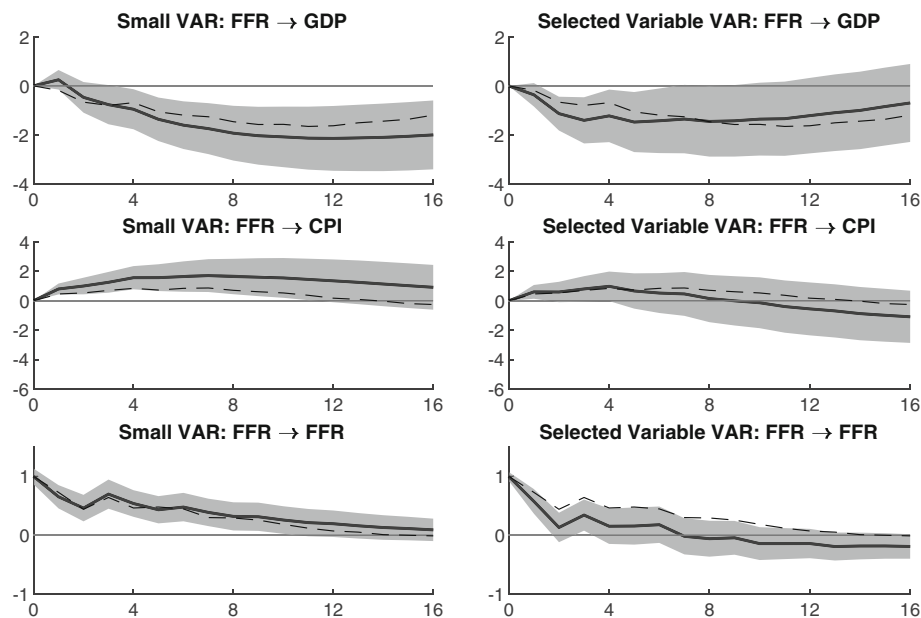 Small VAR: FFR → GDP
2
0
-2
-4
0 4 8 12 16
Selected Variable VAR: FFR → GDP
2
0
-2
-4
0 4 8 12 16
Small VAR: FFR → CPI
4
2
0
-2
-4
-6
0 4 8 12 16
Selected Variable VAR: FFR → CPI
4
2
0
-2
-4
-6
0 4 8 12 16
Small VAR: FFR → FFR
1
0
-1
0 4 8 12 16
Selected Variable VAR: FFR → FFR
1
0
-1
0 4 8 12 16